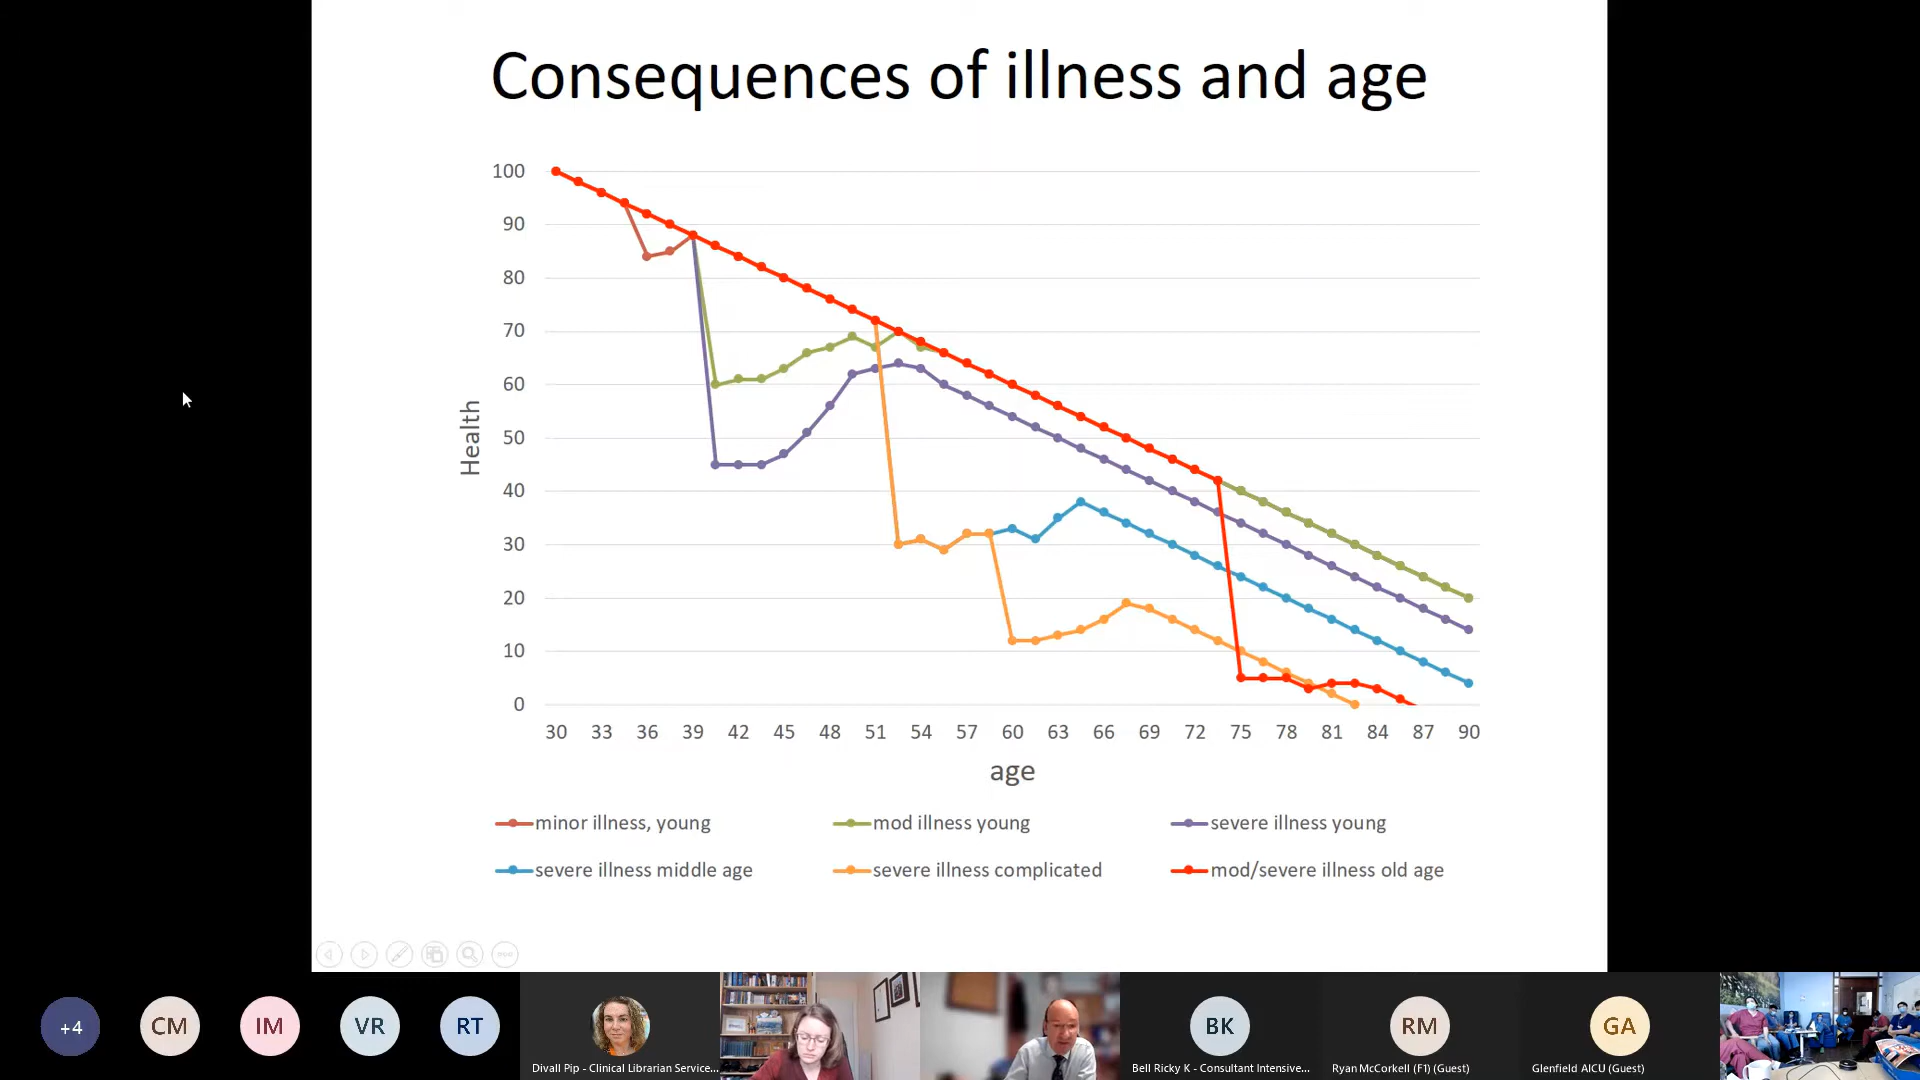 Consequences of illness and age
100
90
80
70
60
50
40
30
20
10
0
Health
30 33 36 39 42 45 48 51 54 57 60 63 66 69 72 75 78 81 84 87 90
age
minor illness, young mod illness young severe illness young
severe illness middle age severe illness complicated mod/severe illness old age
+4 CM IM VR RT BK RM GA
Divall Pip - Clinical Librarian Service... Bell Ricky K - Consultant Intensive... Ryan McCorkell (F1) (Guest) Glenfield AICU (Guest)